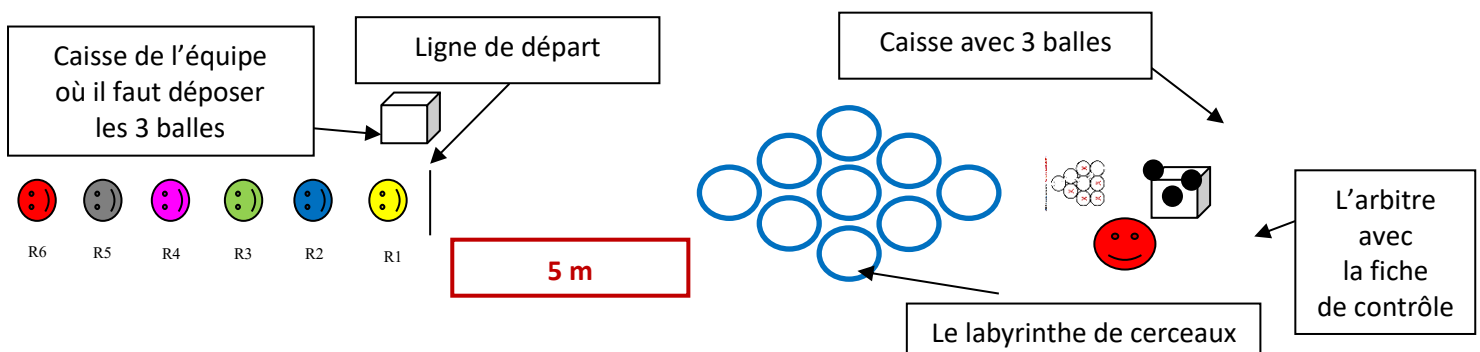 Caisse de l’équipe
où il faut déposer
les 3 balles
Ligne de départ
Caisse avec 3 balles
R6 R5 R4 R3 R2 R1
5 m
L’arbitre
avec
la fiche
de contrôle
Le labyrinthe de cerceaux